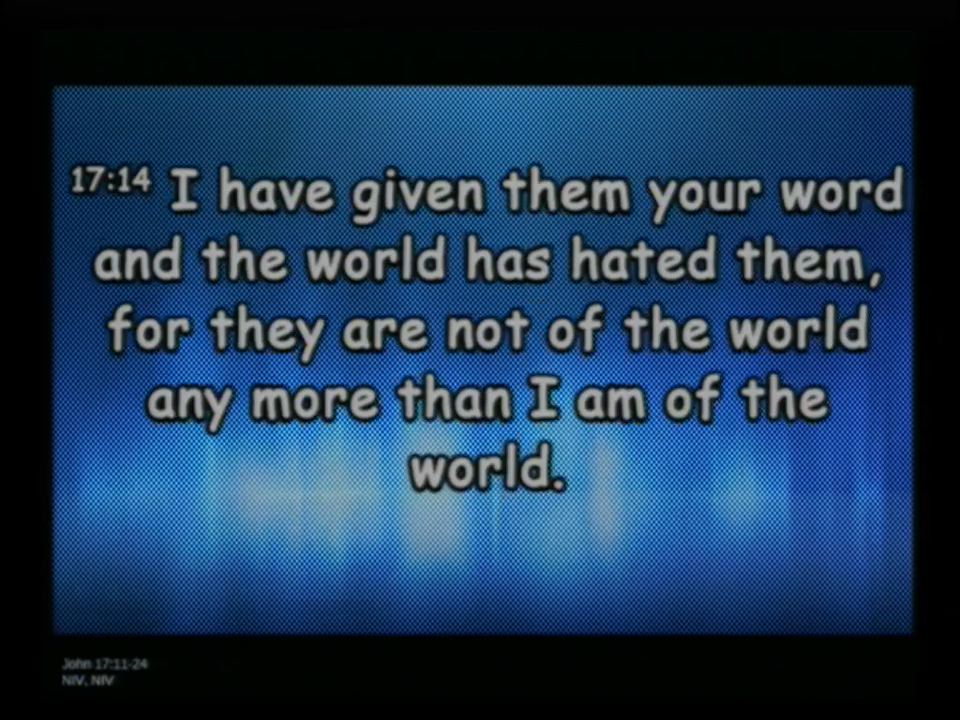 17:14 I have given them your word
and the world has hated them,
for they are not of the world
any more than I am of the
world.
John 17:11-24
NIV, NIV